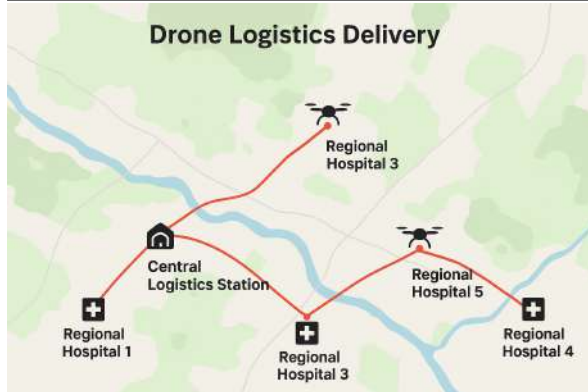 Drone Logistics Delivery
Regional
Hospital 3
Central
Logistics Station
Regional
Hospital 5
Regional
Hospital 1
Regional
Hospital 3
Regional
Hospital 4